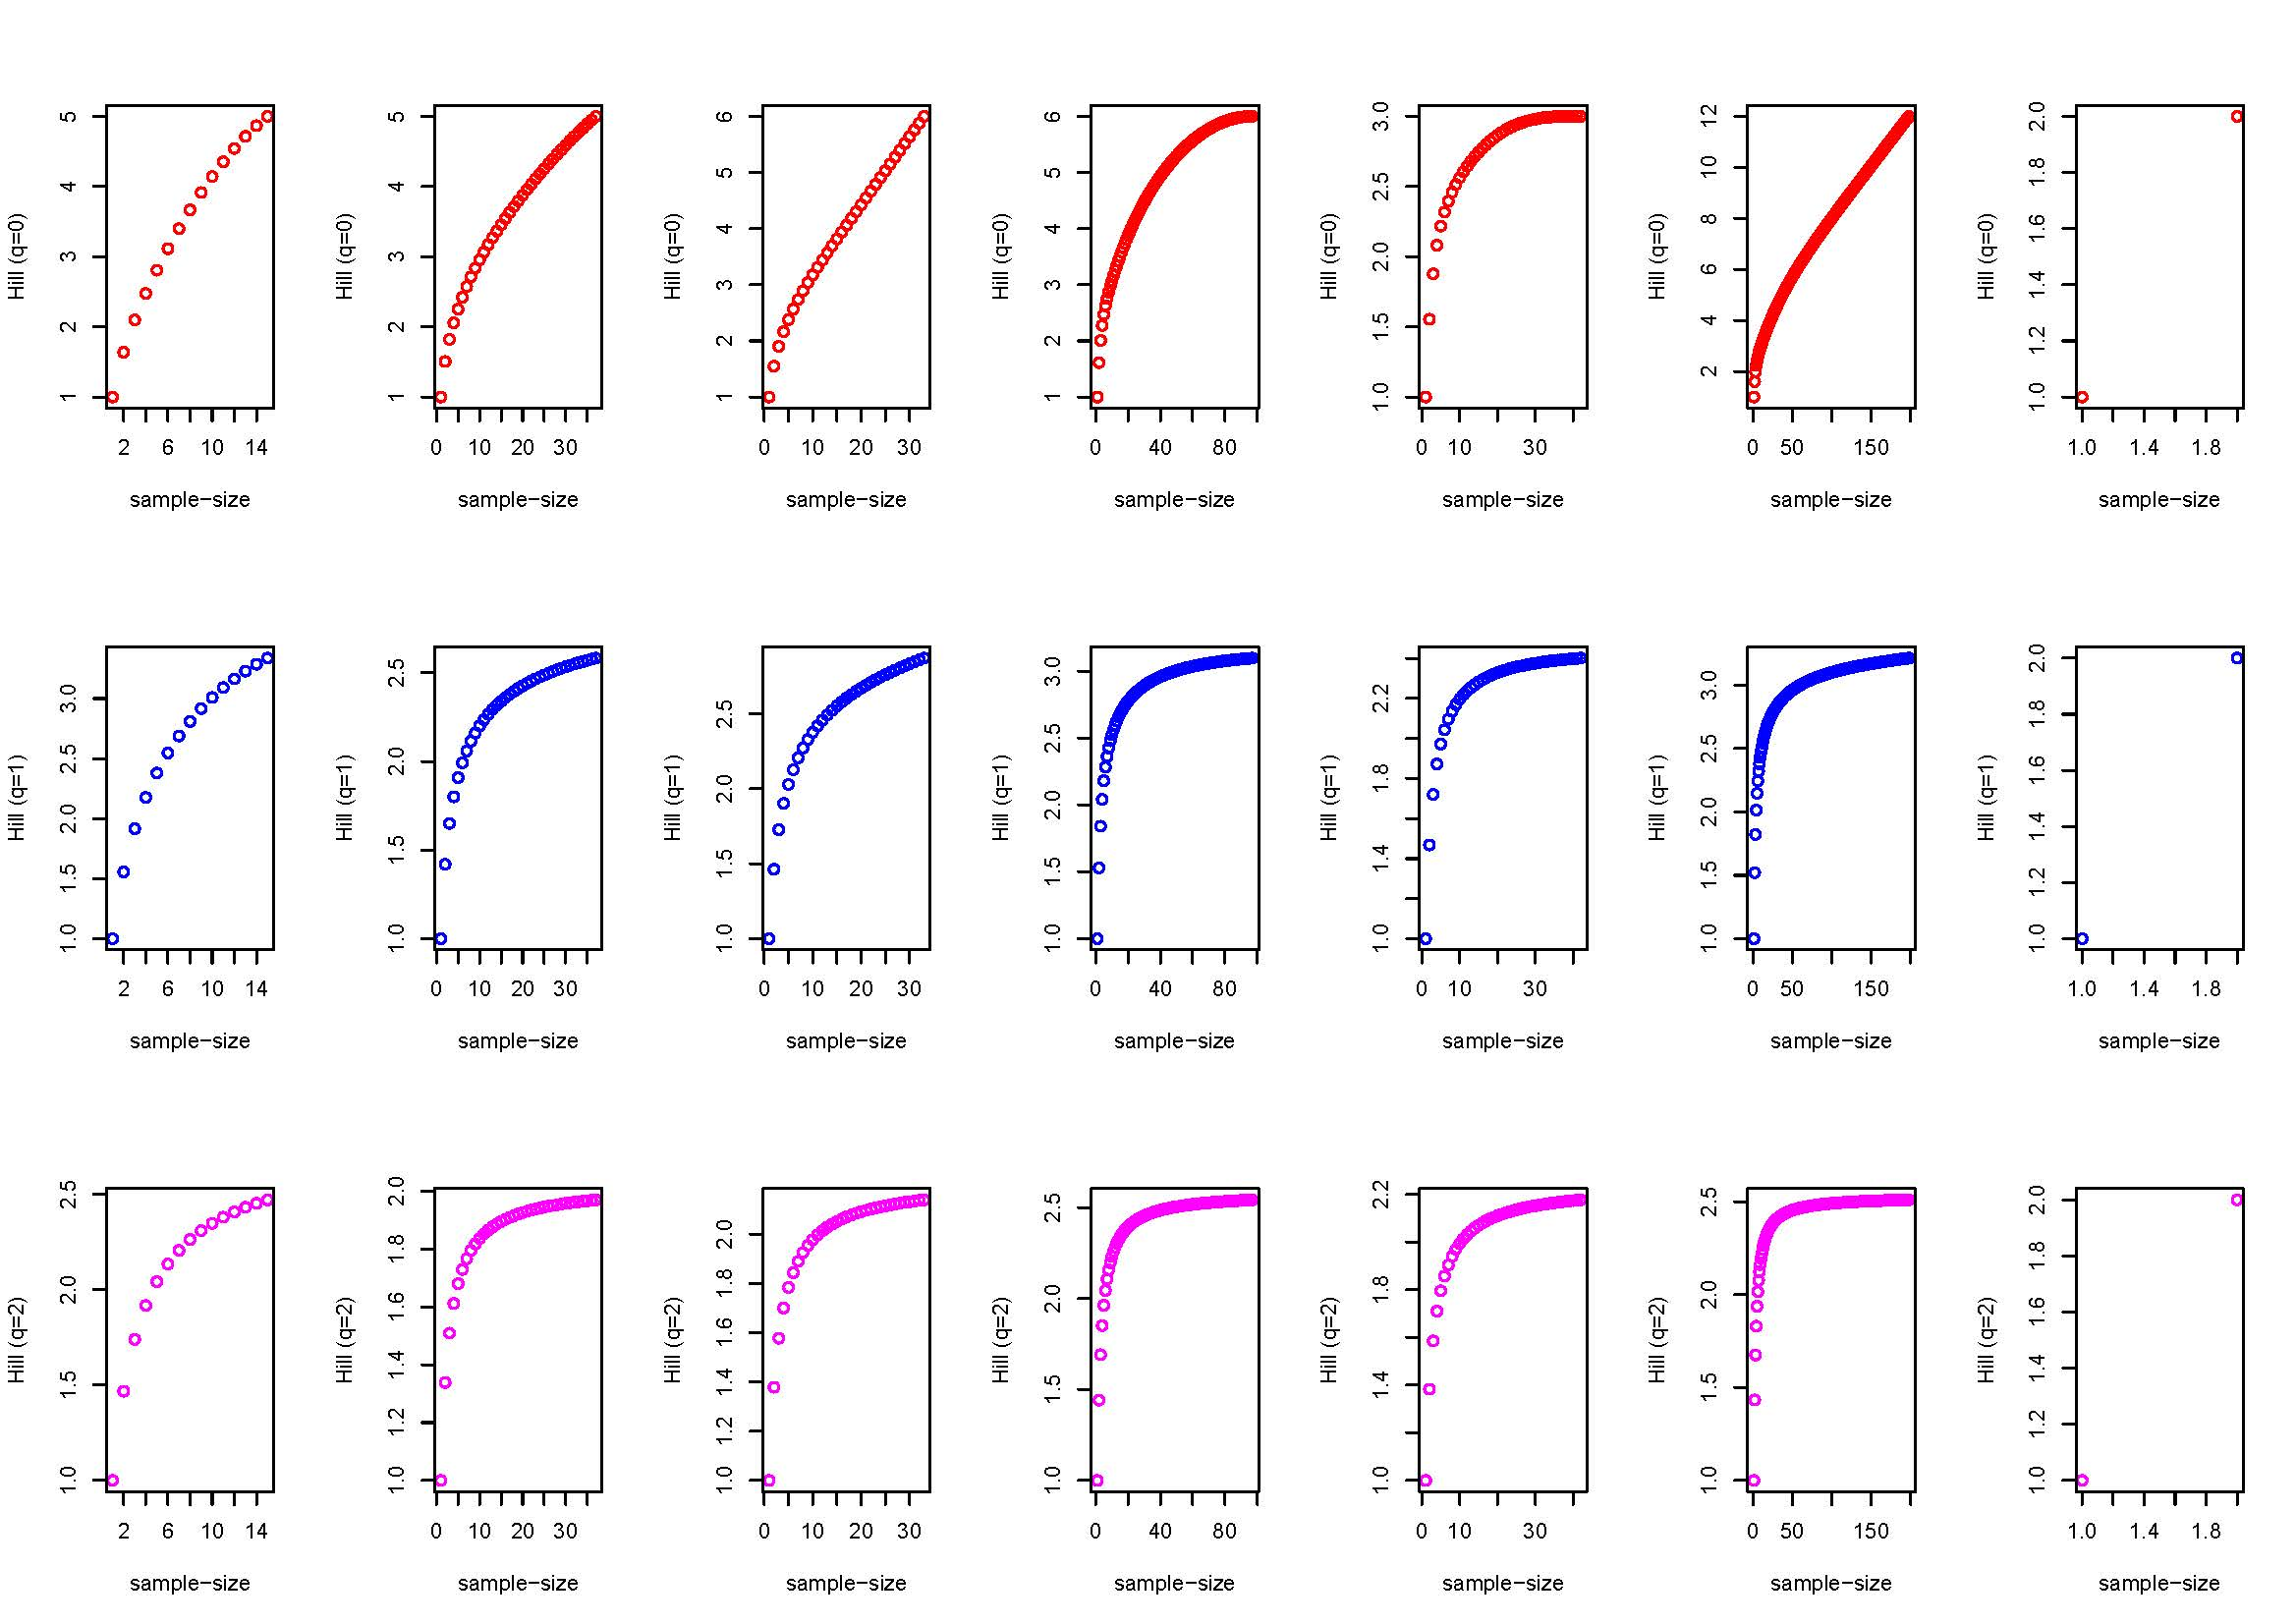 Hill (q=0)
1 2 3 4 5
2 6 10 14
sample−size
Hill (q=0)
1 2 3 4 5
0 10 20 30
sample−size
Hill (q=0)
1 2 3 4 5 6
0 10 30
sample−size
Hill (q=0)
1 2 3 4 5 6
0 40 80
sample−size
Hill (q=0)
1.0 1.5 2.0 2.5 3.0
0 10 30
sample−size
Hill (q=0)
2 4 6 8 10 12
0 50 150
sample−size
Hill (q=0)
1.0 1.2 1.4 1.6 1.8 2.0
1.0 1.4 1.8
sample−size
Hill (q=1)
1.0 1.5 2.0 2.5 3.0
2 6 10 14
sample−size
Hill (q=1)
1.0 1.5 2.0 2.5
0 10 20 30
sample−size
Hill (q=1)
1.0 1.5 2.0 2.5
0 10 30
sample−size
Hill (q=1)
1.0 1.5 2.0 2.5 3.0
0 40 80
sample−size
Hill (q=1)
1.0 1.4 1.8 2.2
0 10 30
sample−size
Hill (q=1)
1.0 1.5 2.0 2.5 3.0
0 50 150
sample−size
Hill (q=1)
1.0 1.2 1.4 1.6 1.8 2.0
1.0 1.4 1.8
sample−size
Hill (q=2)
1.0 1.5 2.0 2.5
2 6 10 14
sample−size
Hill (q=2)
1.0 1.2 1.4 1.6 1.8 2.0
0 10 20 30
sample−size
Hill (q=2)
1.0 1.2 1.4 1.6 1.8 2.0
0 10 30
sample−size
Hill (q=2)
1.0 1.5 2.0 2.5
0 40 80
sample−size
Hill (q=2)
1.0 1.4 1.8 2.2
0 10 30
sample−size
Hill (q=2)
1.0 1.5 2.0 2.5
0 50 150
sample−size
Hill (q=2)
1.0 1.2 1.4 1.6 1.8 2.0
1.0 1.4 1.8
sample−size